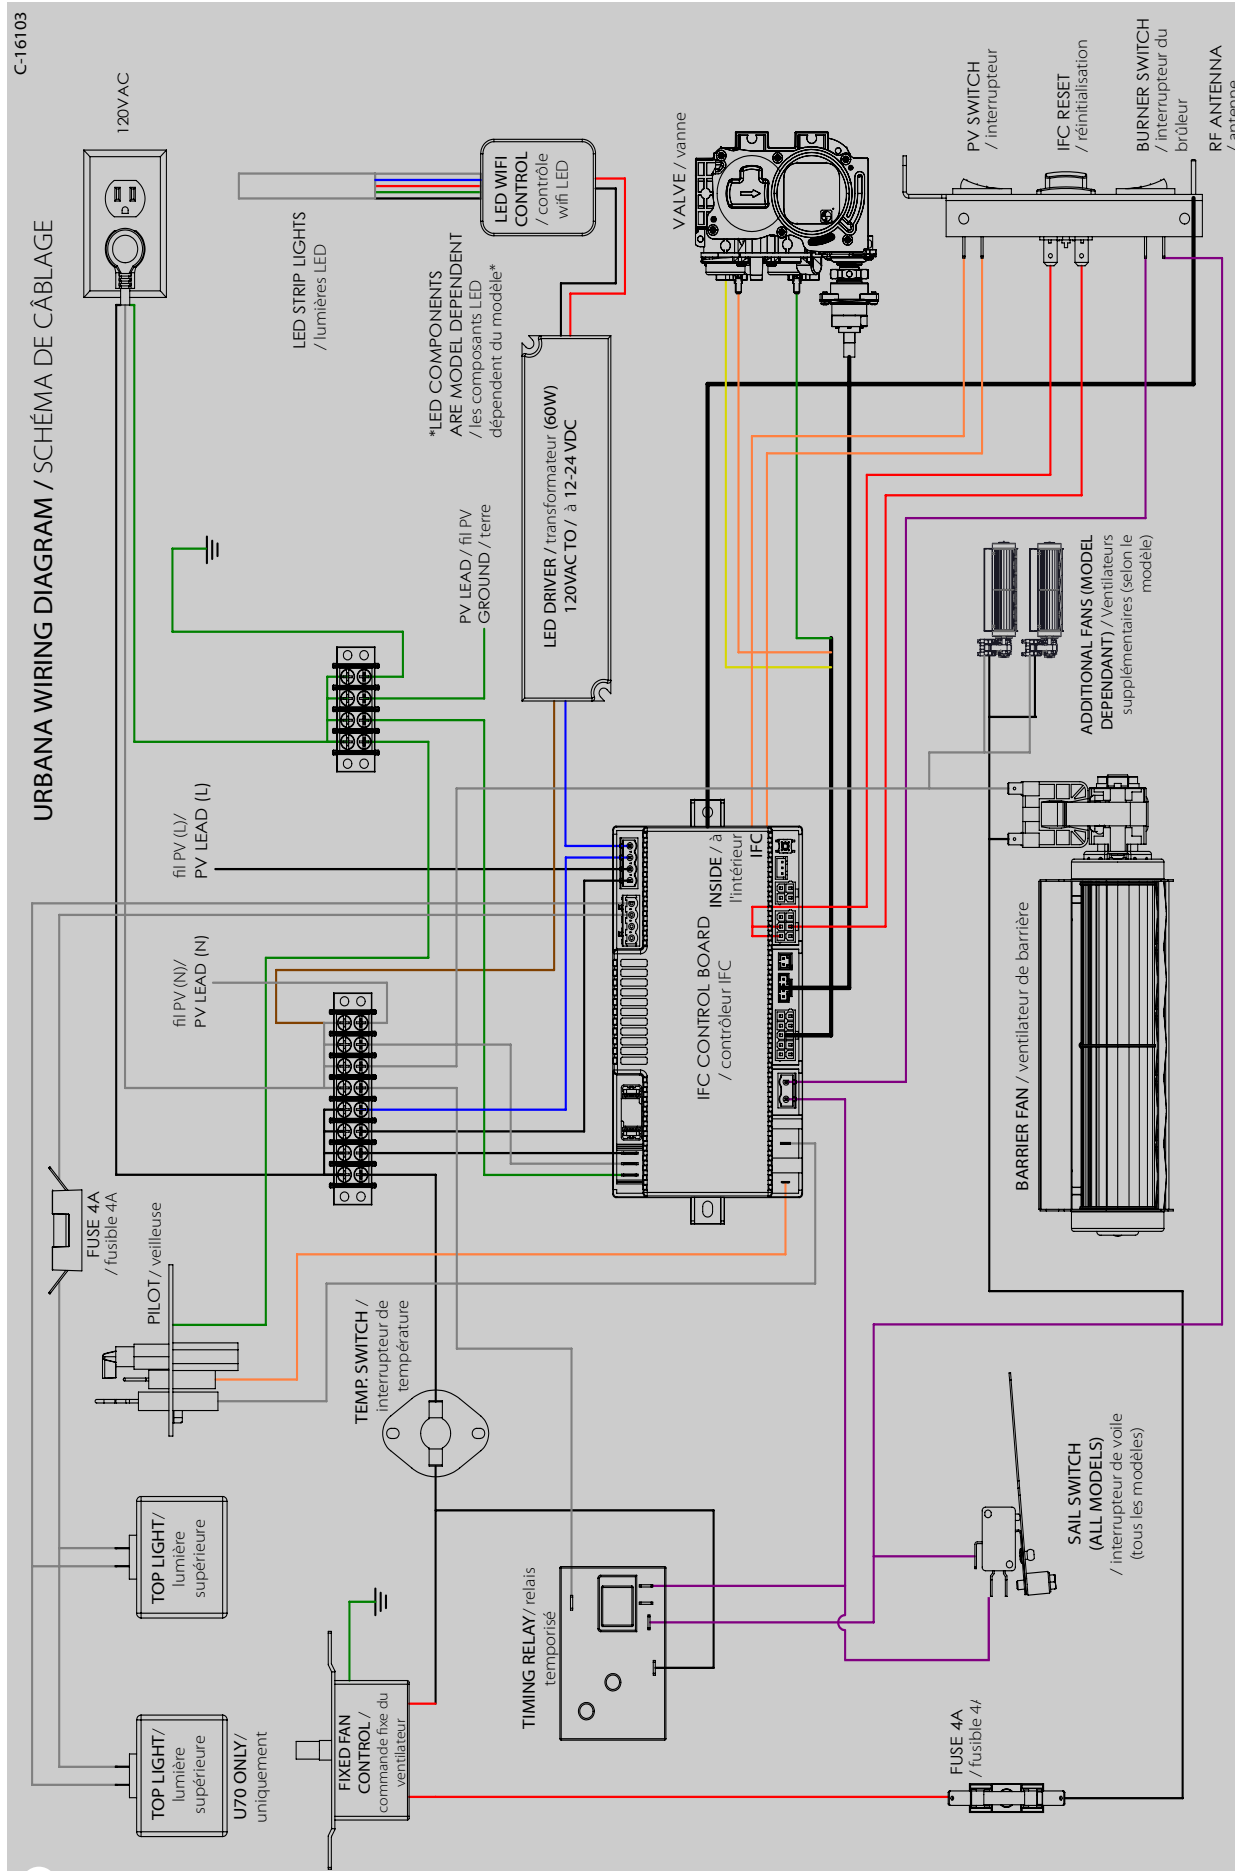 C-16103
URBANA WIRING DIAGRAM / SCHÉMA DE CÂBLAGE
120VAC
LED STRIP LIGHTS
/ lumières LED
LED WIFI
CONTROL
/ contrôle
wifi LED
*LED COMPONENTS
ARE MODEL DEPENDENT
/ les composants LED
dépendent du modèle*
LED DRIVER / transformateur (60W)
120VAC TO / à 12-24 VDC
PV LEAD / fil PV
GROUND / terre
VALVE / vanne
PV SWITCH
/ interrupteur
IFC RESET
/ réinitialisation
BURNER SWITCH
/ interrupteur du
brûleur
RF ANTENNA
/ antenne
fil PV (L)/
PV LEAD (L)
fil PV (N)/
PV LEAD (N)
IFC CONTROL BOARD
/ contrôleur IFC
INSIDE / à
l'intérieur
IFC
ADDITIONAL FANS (MODEL
DEPENDANT) / Ventilateurs
supplémentaires (selon le
modèle)
BARRIER FAN / ventilateur de barrière
FUSE 4A
/ fusible 4A
PILOT / veilleuse
TEMP. SWITCH /
interrupteur de
température
TOP LIGHT/
lumière
supérieure
TOP LIGHT/
lumière
supérieure
U70 ONLY/
uniquement
FIXED FAN
CONTROL /
commande fixe du
ventilateur
TIMING RELAY/ relais
temporisé
SAIL SWITCH
(ALL MODELS)
/ interrupteur de voile
(tous les modèles)
FUSE 4A
/ fusible 4